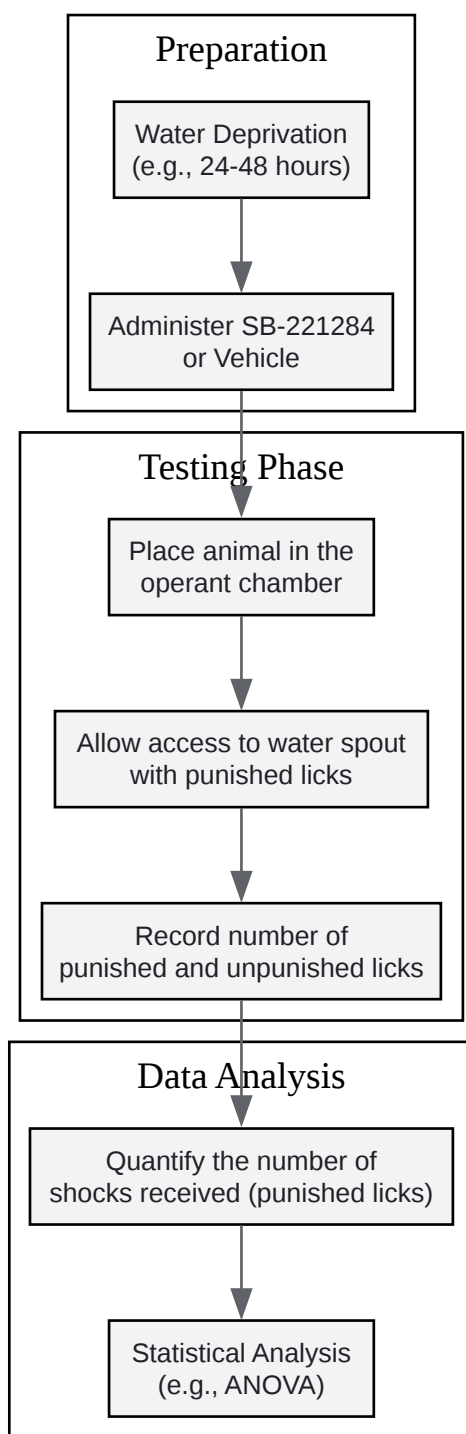 Preparation
Water Deprivation
(e.g., 24-48 hours)
Administer SB-221284
or Vehicle
Testing Phase
Place animal in the
operant chamber
Allow access to water spout
with punished licks
Record number of
punished and unpunished licks
Data Analysis
Quantify the number of
shocks received (punished licks)
Statistical Analysis
(e.g., ANOVA)